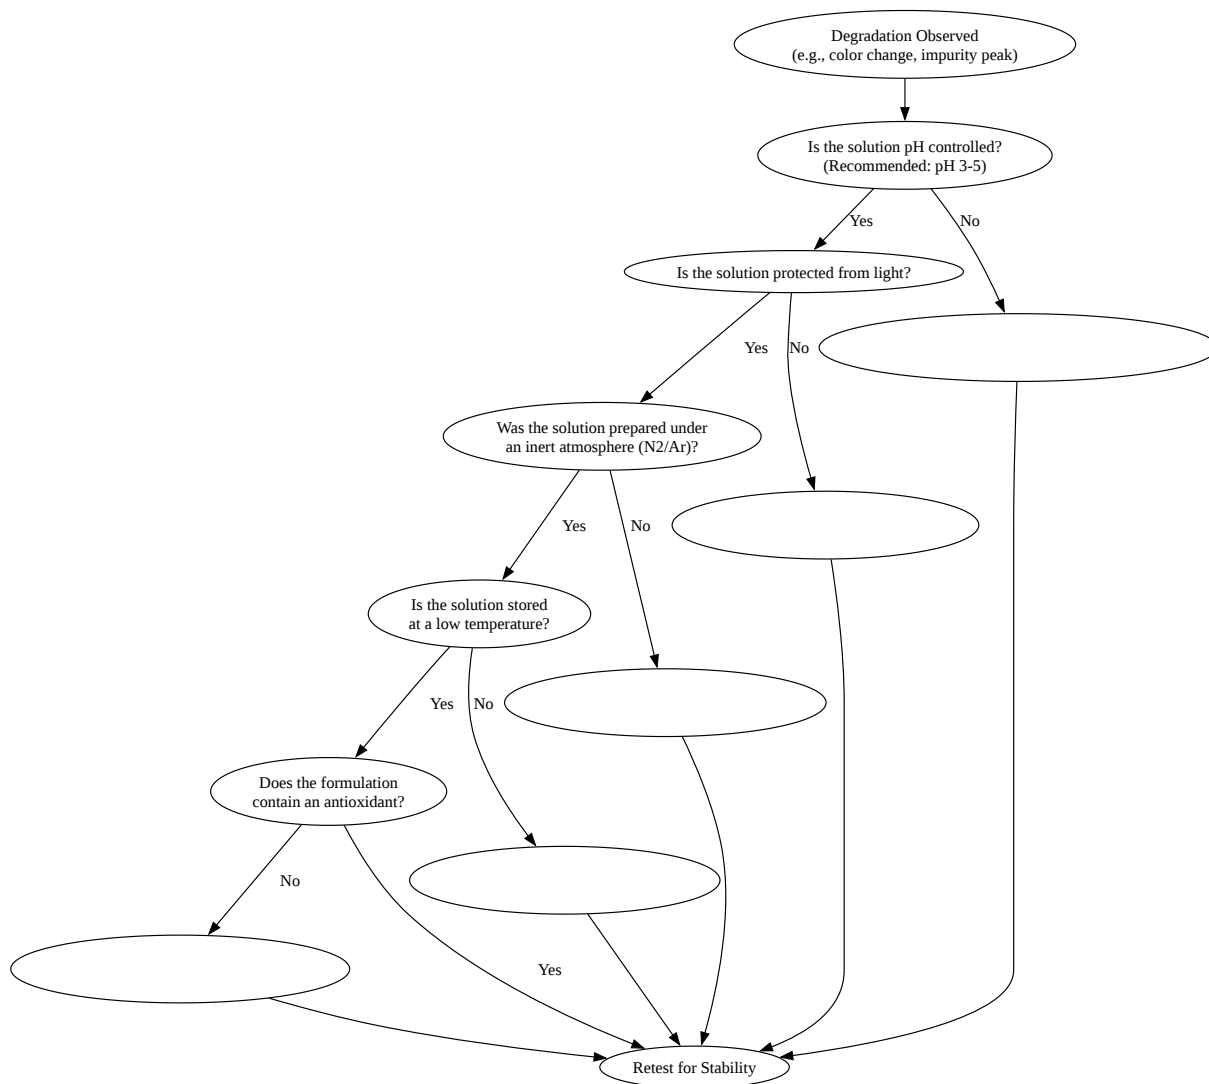 Degradation Observed
(e.g., color change, impurity peak)
Is the solution pH controlled?
(Recommended: pH 3-5)
Yes
No
Is the solution protected from light?
Yes
No
Was the solution prepared under
an inert atmosphere (N2/Ar)?
Yes
No
Is the solution stored
at a low temperature?
Yes
No
Does the formulation
contain an antioxidant?
No
Yes
Retest for Stability